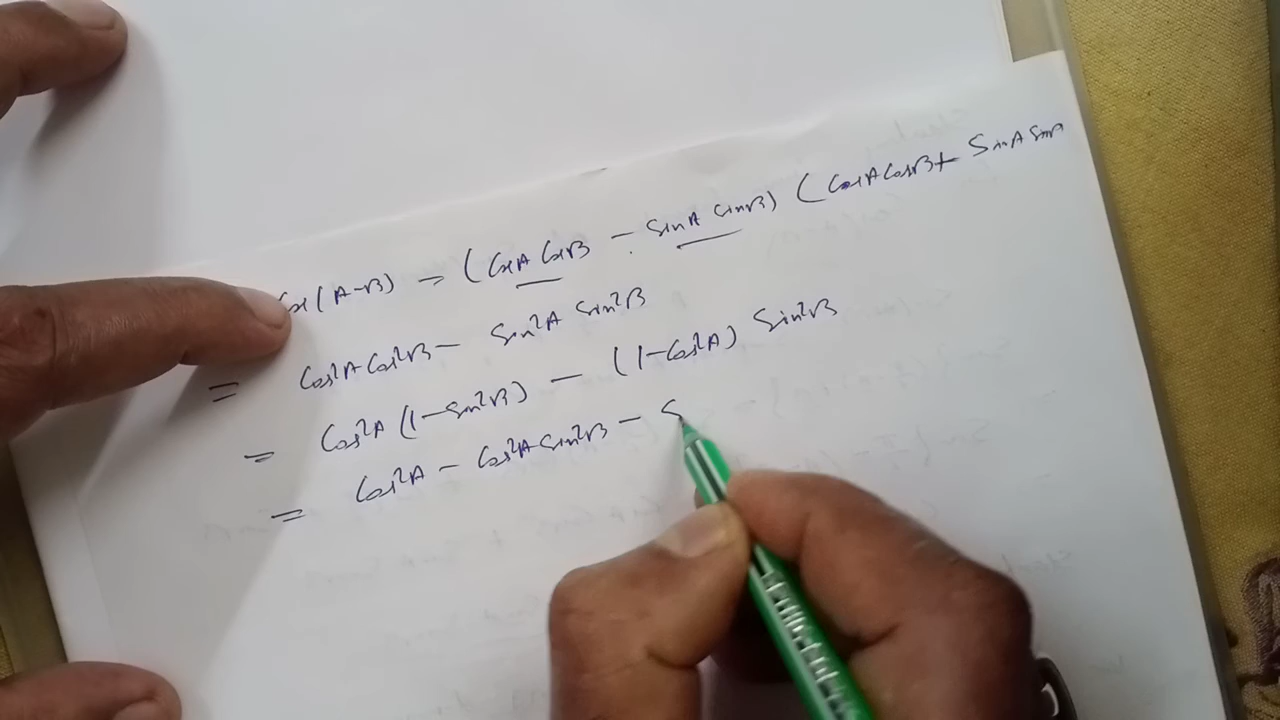 Cos(A-B) = (CosA CosB - SinA SinB) (CosA CosB + SinA Sin
= Cos²A Cos²B - Sin²A Sin²B
= Cos²A (1-Sin²B) - (1-Cos²A) Sin²B
= Cos²A - Cos²A Sin²B - S